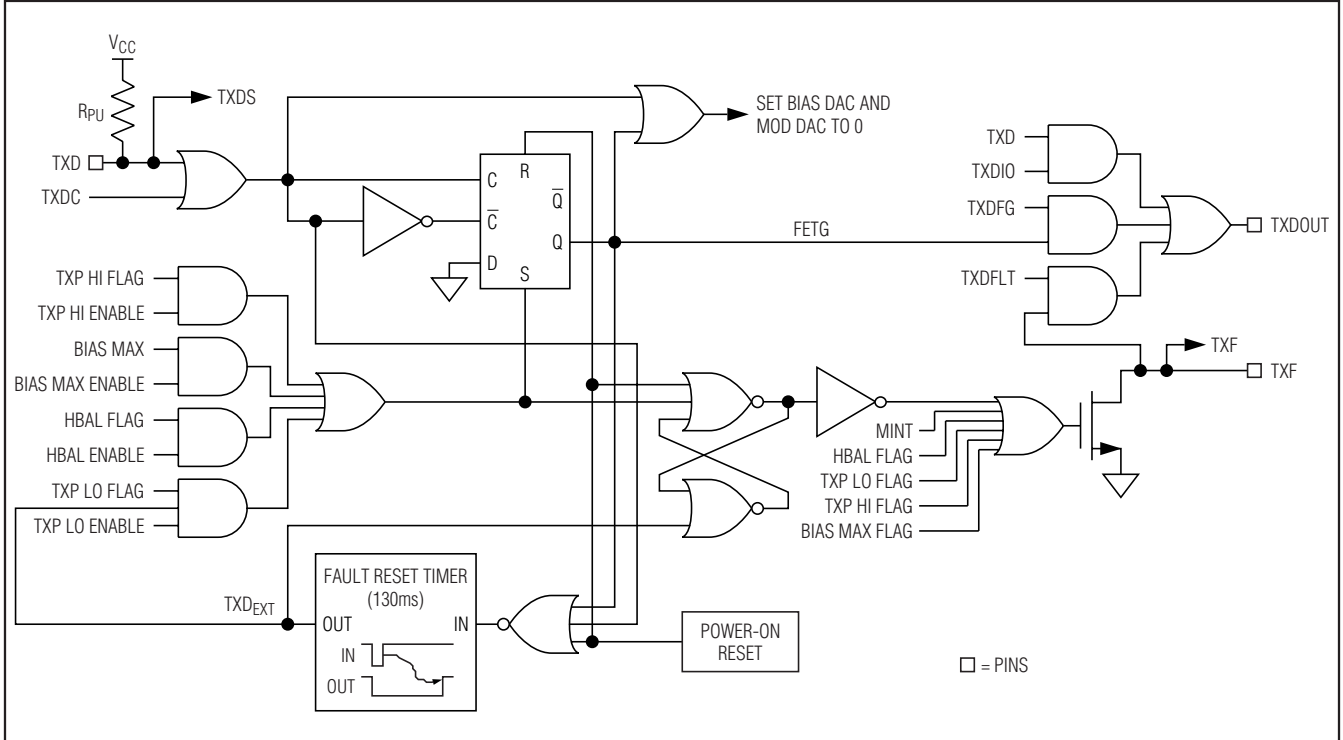 VCC
RPU
TXDS
TXD
TXDC
SET BIAS DAC AND
MOD DAC TO 0
R
C
Q
C
Q
D
S
FETG
TXD
TXDIO
TXDFG
TXDFLT
TXDOUT
TXP HI FLAG
TXP HI ENABLE
BIAS MAX
BIAS MAX ENABLE
HBAL FLAG
HBAL ENABLE
TXP LO FLAG
TXP LO ENABLE
TXF
TXF
MINT
HBAL FLAG
TXP LO FLAG
TXP HI FLAG
BIAS MAX FLAG
TXDEXT
FAULT RESET TIMER
(130ms)
OUT
IN
IN
OUT
POWER-ON
RESET
= PINS